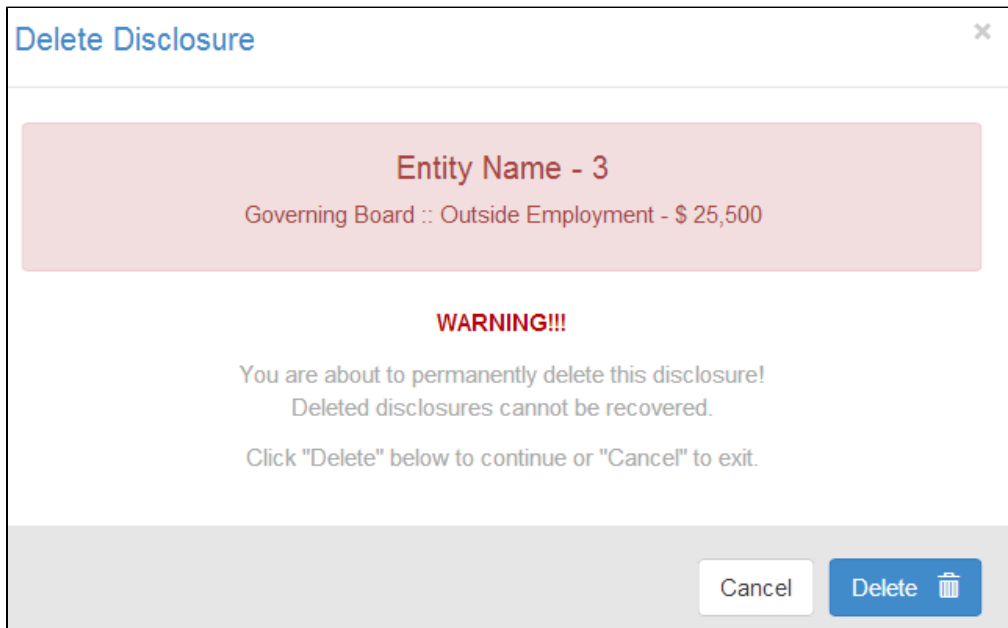 Delete Disclosure
×
Entity Name - 3
Governing Board :: Outside Employment - $ 25,500
WARNING!!!
You are about to permanently delete this disclosure!
Deleted disclosures cannot be recovered.
Click "Delete" below to continue or "Cancel" to exit.
Cancel
Delete